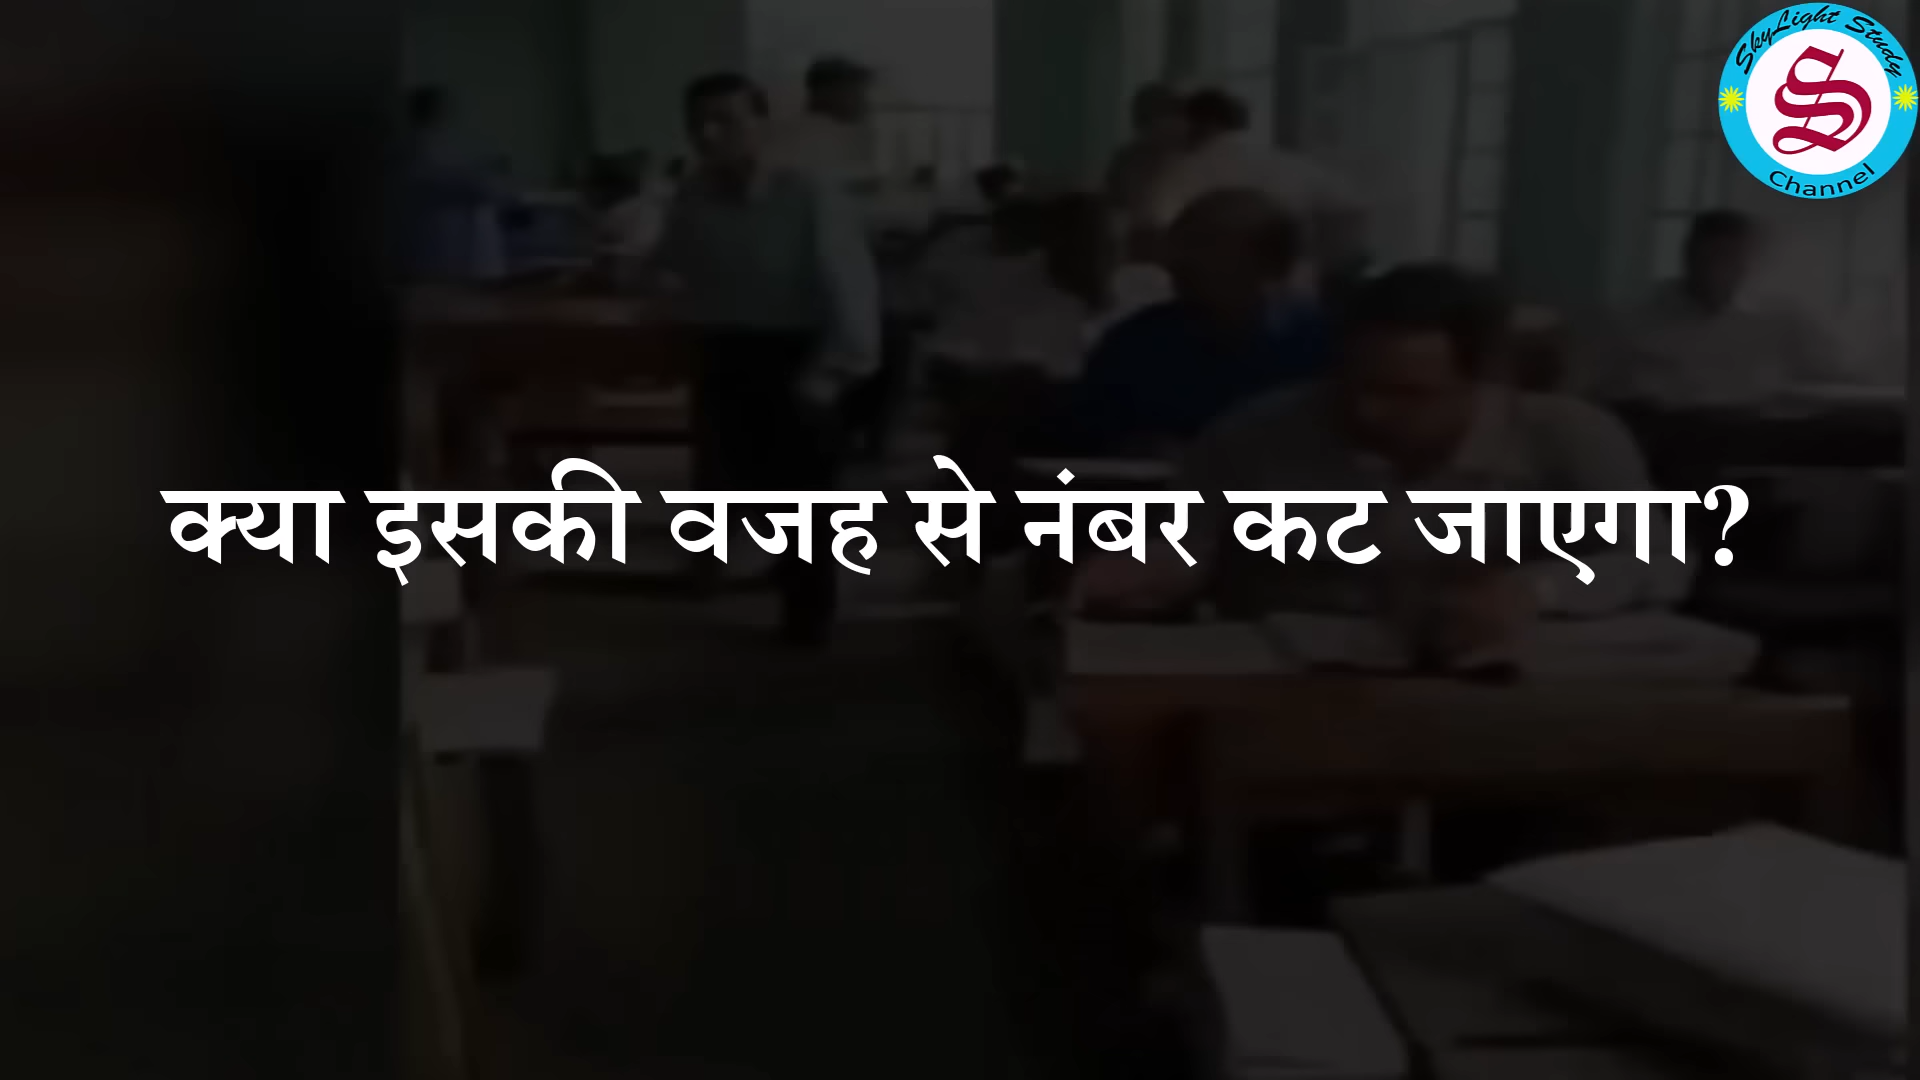 SkyLight Study
S
Channel
क्या इसकी वजह से नंबर कट जाएगा?